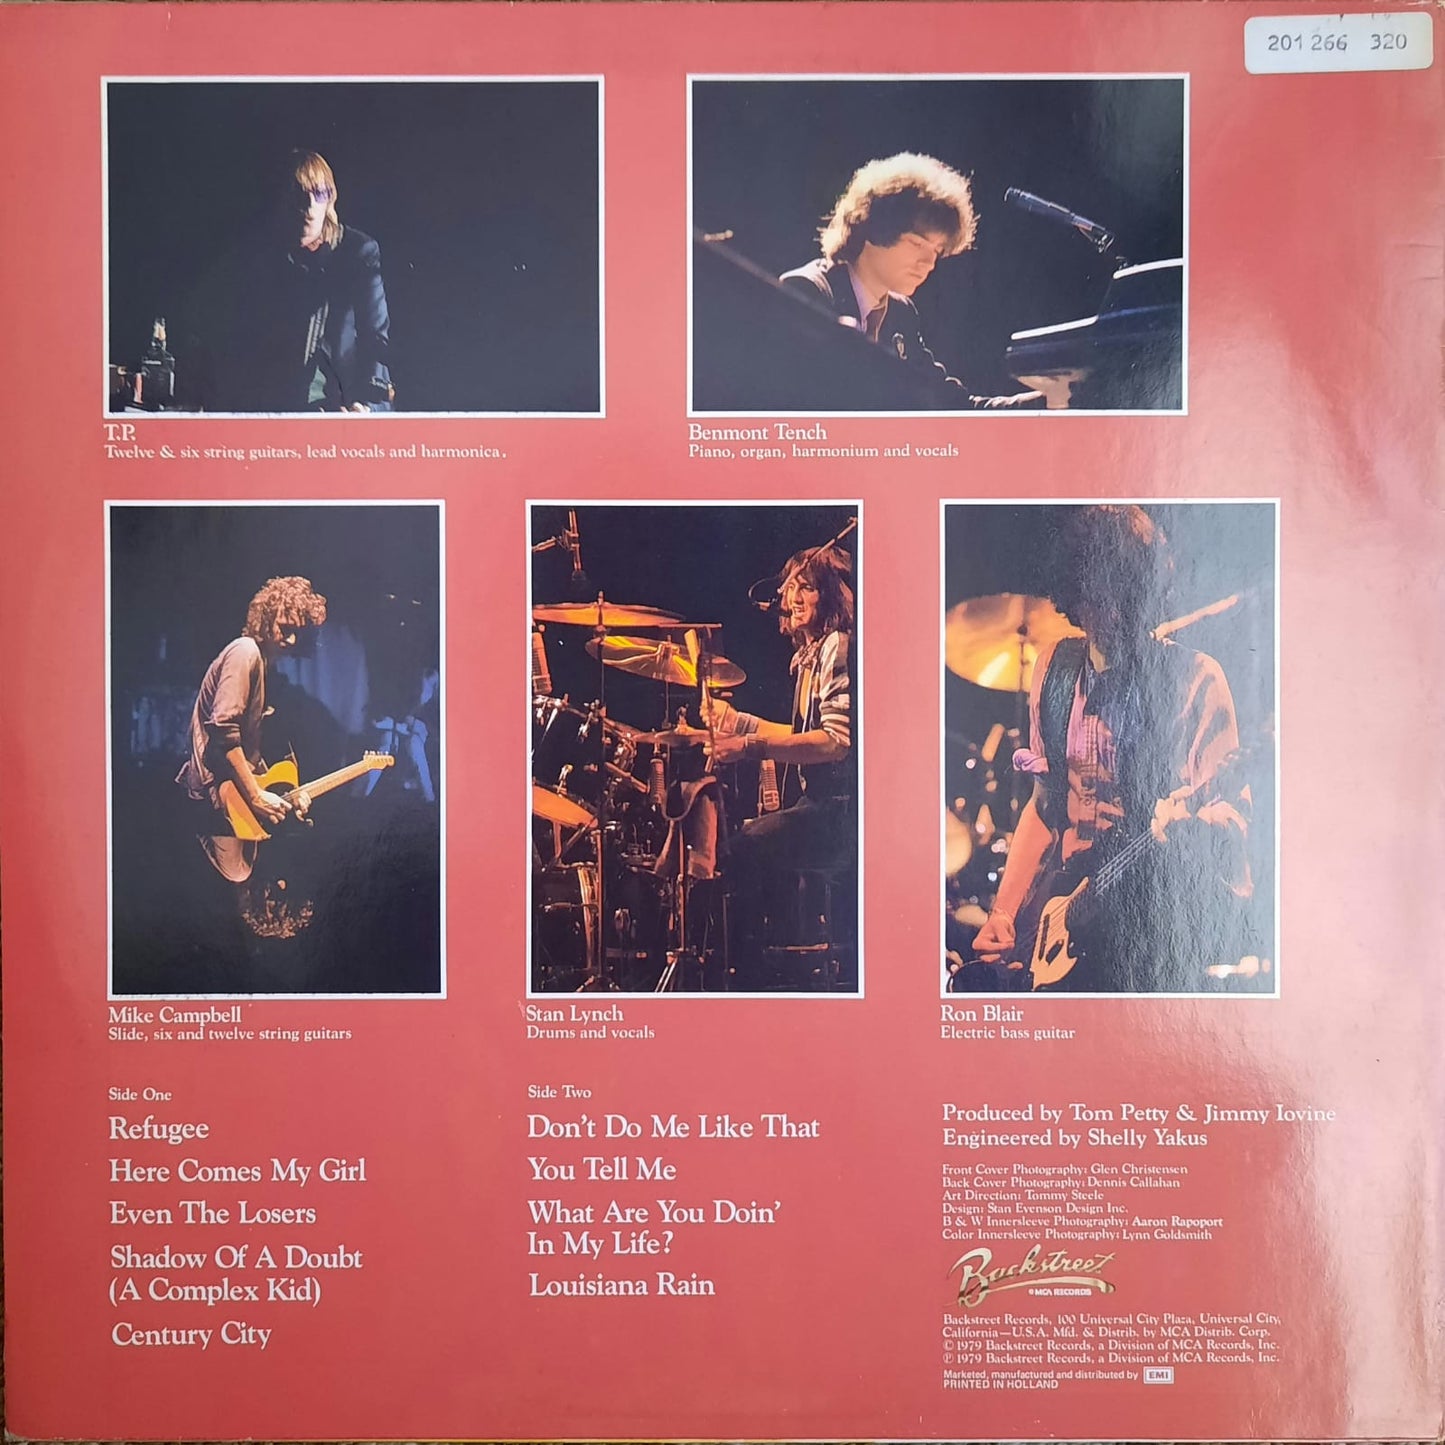 201 266 320
T.P.
Twelve & six string guitars, lead vocals and harmonica.
Benmont Tench
Piano, organ, harmonium and vocals
Mike Campbell
Slide, six and twelve string guitars
Stan Lynch
Drums and vocals
Ron Blair
Electric bass guitar
Side One
Refugee
Here Comes My Girl
Even The Losers
Shadow Of A Doubt
(A Complex Kid)
Century City
Side Two
Don't Do Me Like That
You Tell Me
What Are You Doin'
In My Life?
Louisiana Rain
Produced by Tom Petty & Jimmy Iovine
Engineered by Shelly Yakus
Front Cover Photography: Glen Christensen
Back Cover Photography: Dennis Callahan
Art Direction: Tommy Steele
Design: Stan Evenson Design Inc.
B & W Innersleeve Photography: Aaron Rapoport
Color Innersleeve Photography: Lynn Goldsmith
Backstreet
© MCA RECORDS
Backstreet Records, 100 Universal City Plaza, Universal City,
California—U.S.A. Mfd. & Distrib. by MCA Distrib. Corp.
© 1979 Backstreet Records, a Division of MCA Records, Inc.
℗ 1979 Backstreet Records, a Division of MCA Records, Inc.
Marketed, manufactured and distributed by EMI
PRINTED IN HOLLAND